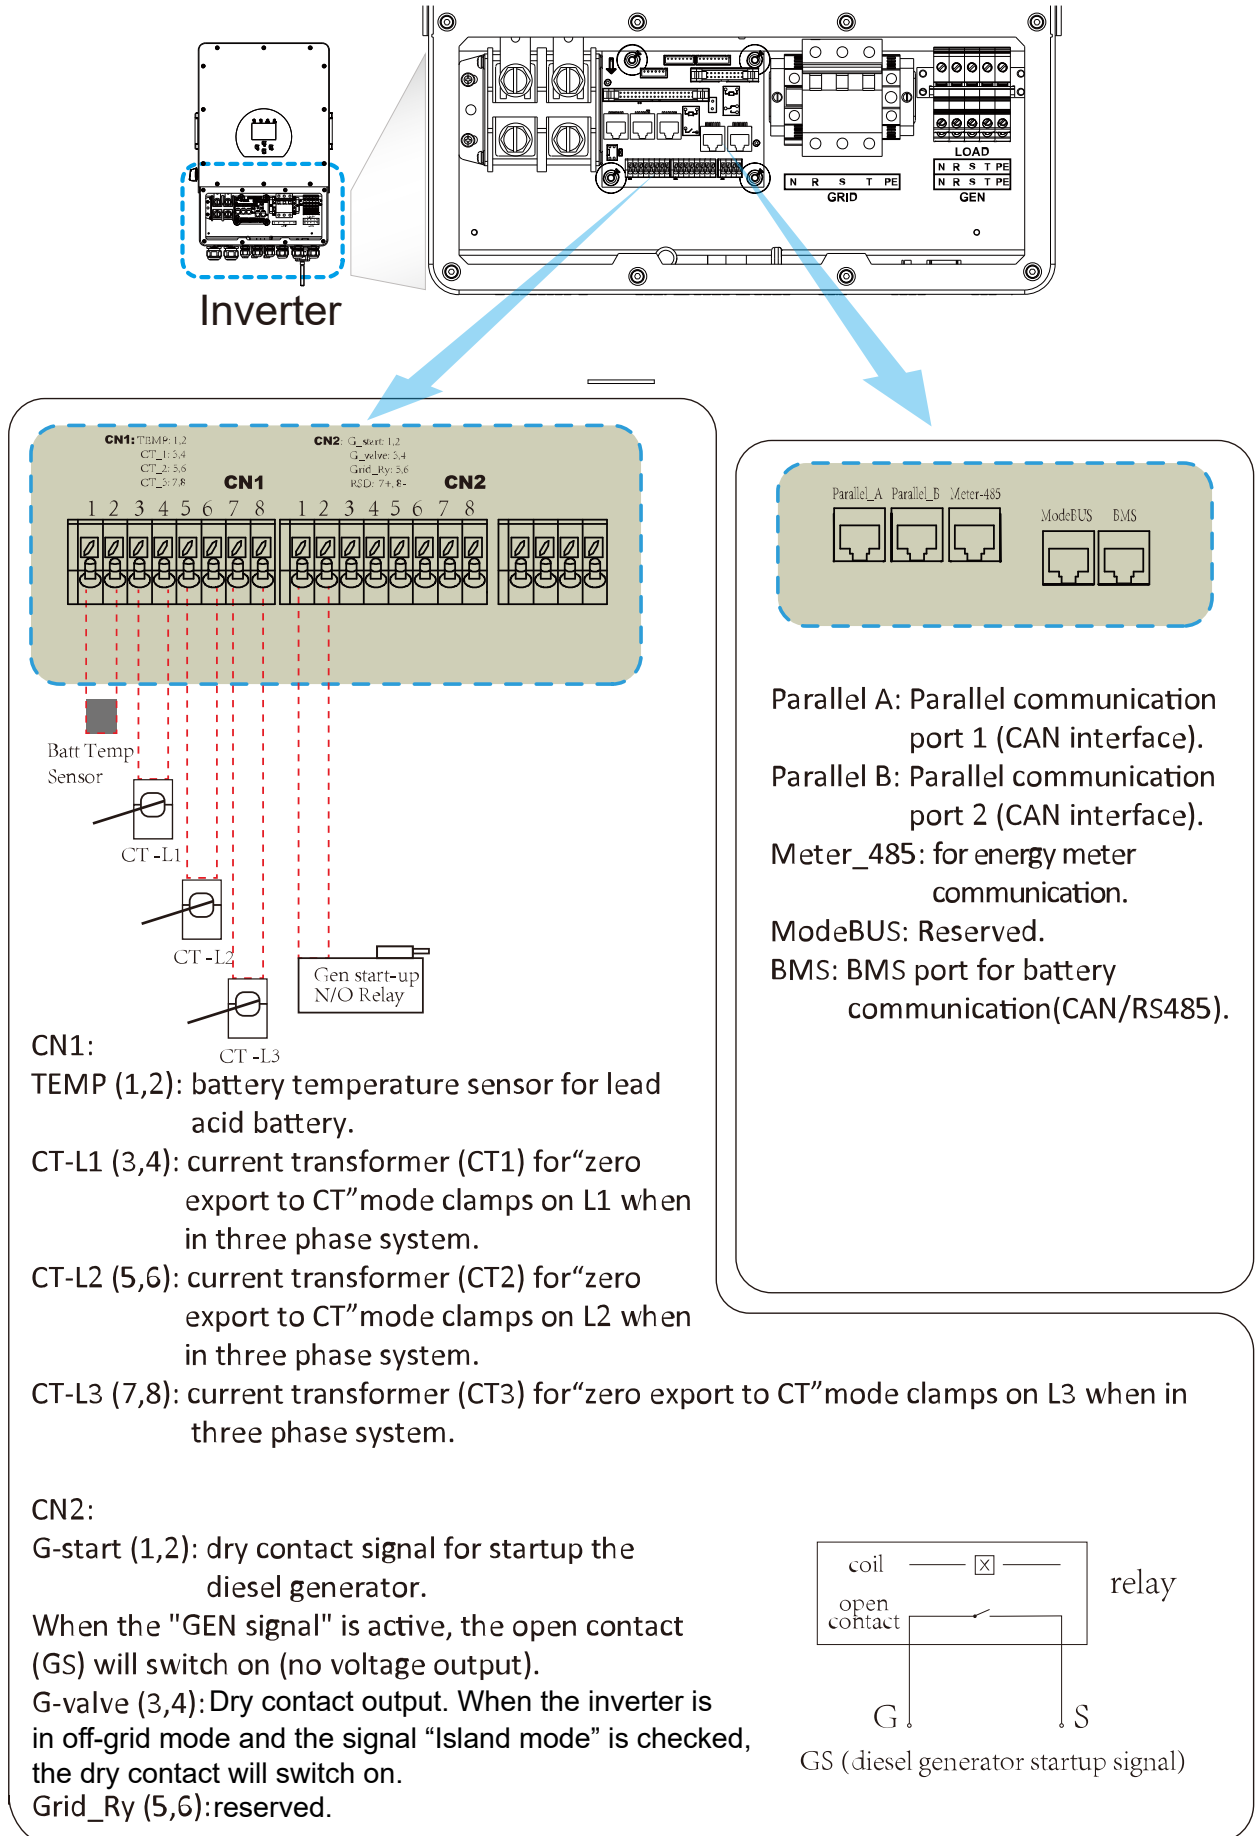 LOAD
N R S T PE
N R S T PE
GEN
N R S T PE
GRID
Inverter
CN1: TEMP: 1,2
CT_1: 3,4
CT_2: 5,6
CT_3: 7,8
CN1
CN2: G_start: 1,2
G_valve: 3,4
Grid_Ry: 5,6
RSD: 7+, 8-
CN2
1 2 3 4 5 6 7 8
1 2 3 4 5 6 7 8
Batt Temp
Sensor
CT -L1
CT -L2
CT -L3
Gen start-up
N/O Relay
Parallel_A Parallel_B Meter-485
ModeBUS BMS
Parallel A: Parallel communication
port 1 (CAN interface).
Parallel B: Parallel communication
port 2 (CAN interface).
Meter_485: for energy meter
communication.
ModeBUS: Reserved.
BMS: BMS port for battery
communication(CAN/RS485).
CN1:
TEMP (1,2): battery temperature sensor for lead
acid battery.
CT-L1 (3,4): current transformer (CT1) for“zero
export to CT”mode clamps on L1 when
in three phase system.
CT-L2 (5,6): current transformer (CT2) for“zero
export to CT”mode clamps on L2 when
in three phase system.
CT-L3 (7,8): current transformer (CT3) for“zero export to CT”mode clamps on L3 when in
three phase system.
CN2:
G-start (1,2): dry contact signal for startup the
diesel generator.
When the "GEN signal" is active, the open contact
(GS) will switch on (no voltage output).
G-valve (3,4): Dry contact output. When the inverter is
in off-grid mode and the signal “Island mode” is checked,
the dry contact will switch on.
Grid_Ry (5,6): reserved.
coil
X
open
contact
relay
G S
GS (diesel generator startup signal)